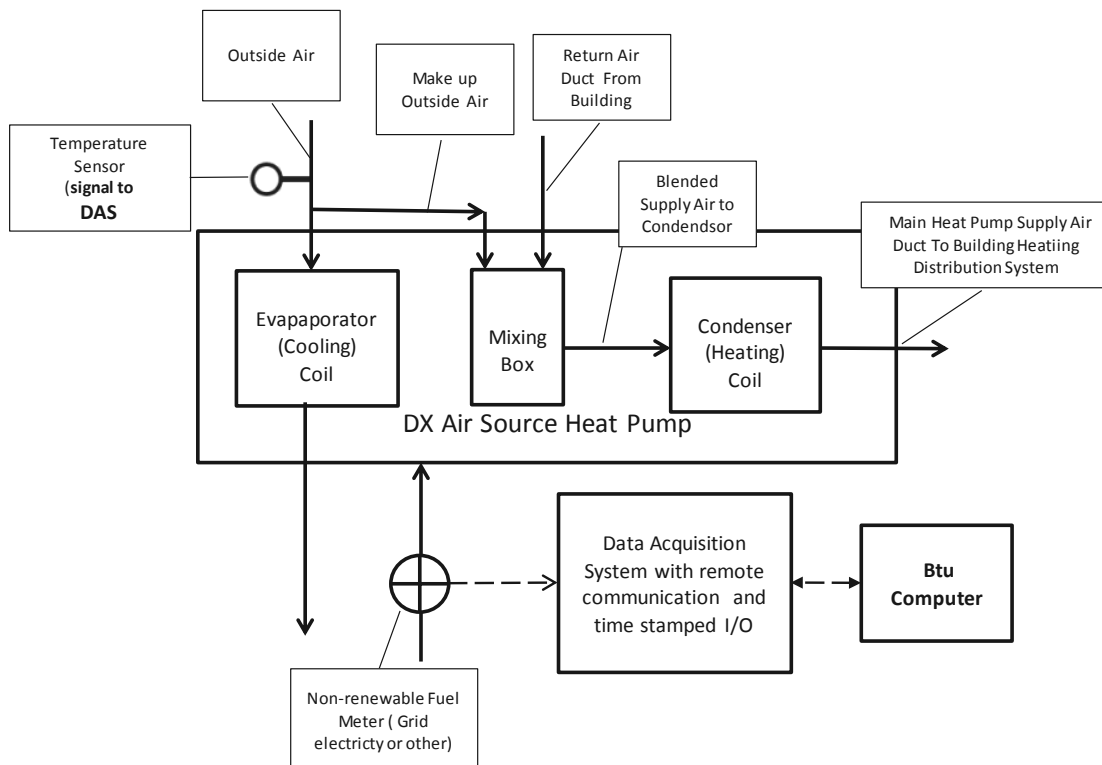 Outside Air
Make up
Outside Air
Return Air
Duct From
Building
Temperature
Sensor
(signal to
DAS
Blended
Supply Air to
Condendsor
Main Heat Pump Supply Air
Duct To Building Heatiing
Distribution System
Evapaporator
(Cooling)
Coil
Mixing
Box
Condenser
(Heating)
Coil
DX Air Source Heat Pump
Data Acquisition
System with remote
communication and
time stamped I/O
Btu
Computer
Non-renewable Fuel
Meter ( Grid
electricty or other)